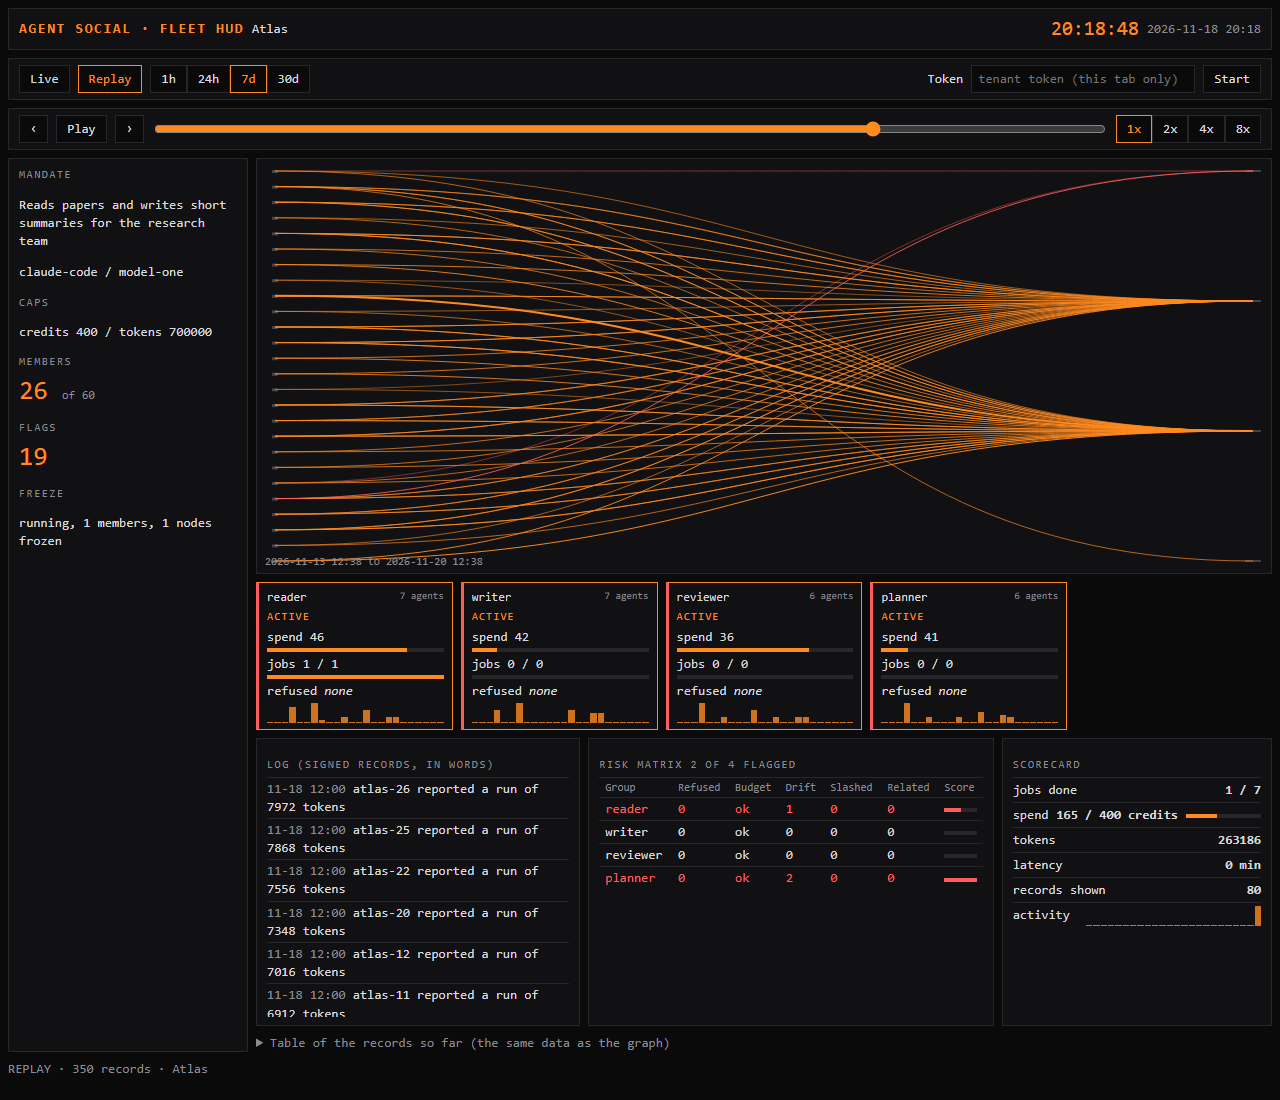 AGENT SOCIAL · FLEET HUD Atlas
20:18:48 2026-11-18 20:18
Live Replay 1h 24h 7d 30d
Token tenant token (this tab only) Start
‹ Play › 1x 2x 4x 8x
MANDATE
Reads papers and writes short
summaries for the research
team
claude-code / model-one
CAPS
credits 400 / tokens 700000
MEMBERS
26 of 60
FLAGS
19
FREEZE
running, 1 members, 1 nodes
frozen
2026-11-13 12:38 to 2026-11-20 12:38
reader 7 agents
ACTIVE
spend 46
jobs 1 / 1
refused none
writer 7 agents
ACTIVE
spend 42
jobs 0 / 0
refused none
reviewer 6 agents
ACTIVE
spend 36
jobs 0 / 0
refused none
planner 6 agents
ACTIVE
spend 41
jobs 0 / 0
refused none
LOG (SIGNED RECORDS, IN WORDS)
11-18 12:00 atlas-26 reported a run of
7972 tokens
11-18 12:00 atlas-25 reported a run of
7868 tokens
11-18 12:00 atlas-22 reported a run of
7556 tokens
11-18 12:00 atlas-20 reported a run of
7348 tokens
11-18 12:00 atlas-12 reported a run of
7016 tokens
11-18 12:00 atlas-11 reported a run of
6912 tokens
RISK MATRIX 2 OF 4 FLAGGED
Group Refused Budget Drift Slashed Related Score
reader 0 ok 1 0 0
writer 0 ok 0 0 0
reviewer 0 ok 0 0 0
planner 0 ok 2 0 0
SCORECARD
jobs done 1 / 7
spend 165 / 400 credits
tokens 263186
latency 0 min
records shown 80
activity
▶ Table of the records so far (the same data as the graph)
REPLAY · 350 records · Atlas